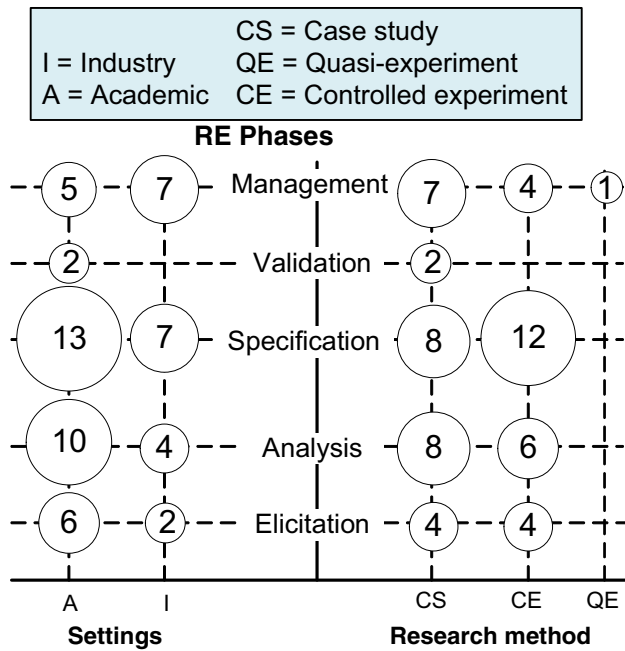 CS = Case study
I = Industry QE = Quasi-experiment
A = Academic CE = Controlled experiment
RE Phases
5 7 Management 7 4 1
2 Validation 2
13 7 Specification 8 12
10 4 Analysis 8 6
6 2 Elicitation 4 4
A I CS CE QE
Settings Research method